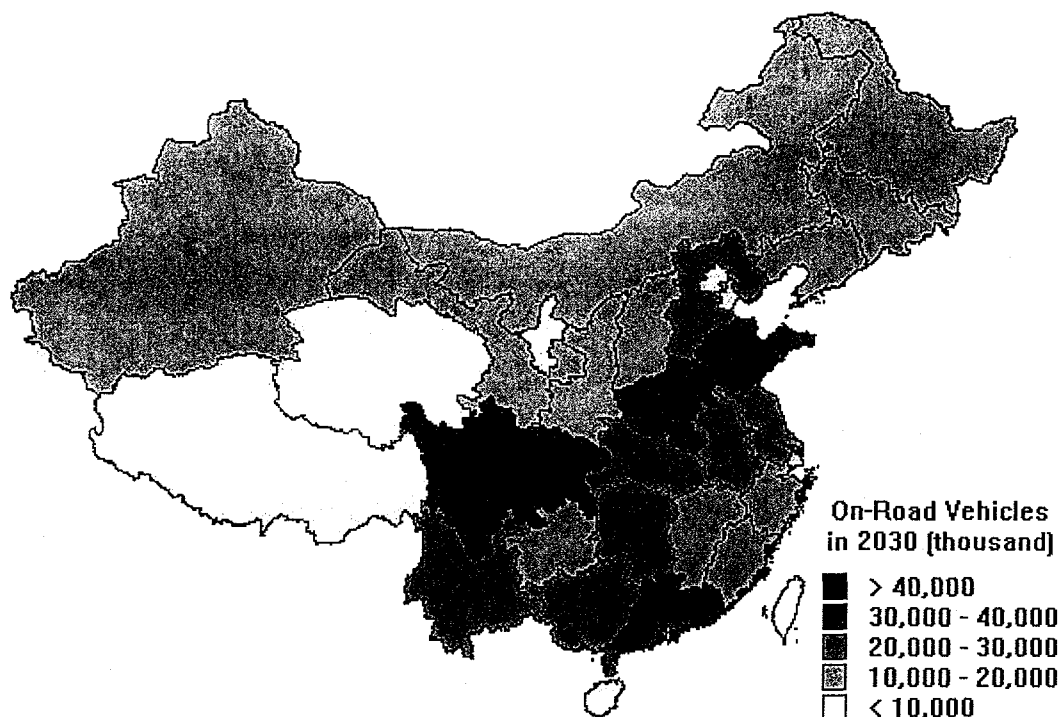 On-Road Vehicles
in 2030 (thousand)
> 40,000
30,000 - 40,000
20,000 - 30,000
10,000 - 20,000
< 10,000